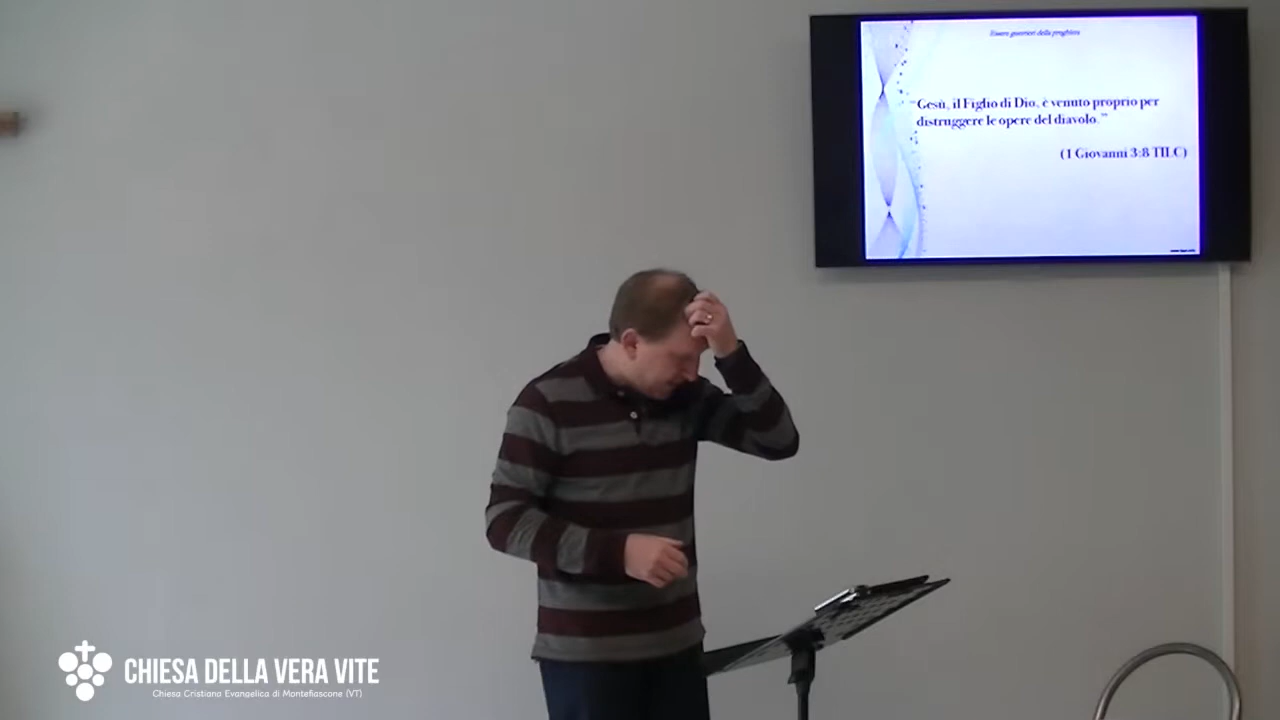 Essere guerrieri della preghiera
“Gesù, il Figlio di Dio, è venuto proprio per
distruggere le opere del diavolo.”
(1 Giovanni 3:8 TILC)
CHIESA DELLA VERA VITE
Chiesa Cristiana Evangelica di Montefiascone (VT)